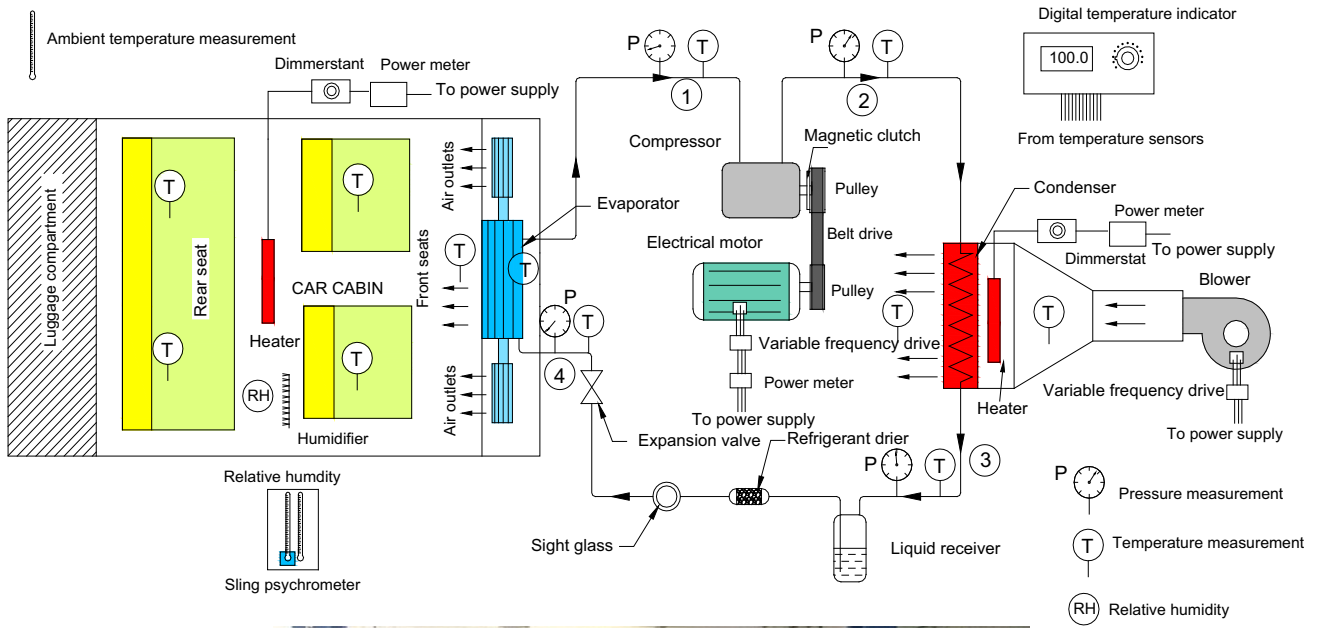 Ambient temperature measurement
Dimmerstant
Power meter
To power supply
P
T
1
P
T
2
Digital temperature indicator
100.0
From temperature sensors
Compressor
Magnetic clutch
Pulley
Condenser
Power meter
To power supply
Dimmerstat
Blower
Luggage compartment
T
T
Rear seat
Air outlets
Evaporator
Electrical motor
Belt drive
Pulley
T
T
T
T
Front seats
CAR CABIN
Heater
P
T
4
T
T
RH
Humidifier
Air outlets
Variable frequency drive
Power meter
To power supply
Expansion valve
Refrigerant drier
Heater
Variable frequency drive
To power supply
P
T
3
Relative humdity
Sling psychrometer
Sight glass
Liquid receiver
P
Pressure measurement
T
Temperature measurement
RH
Relative humidity